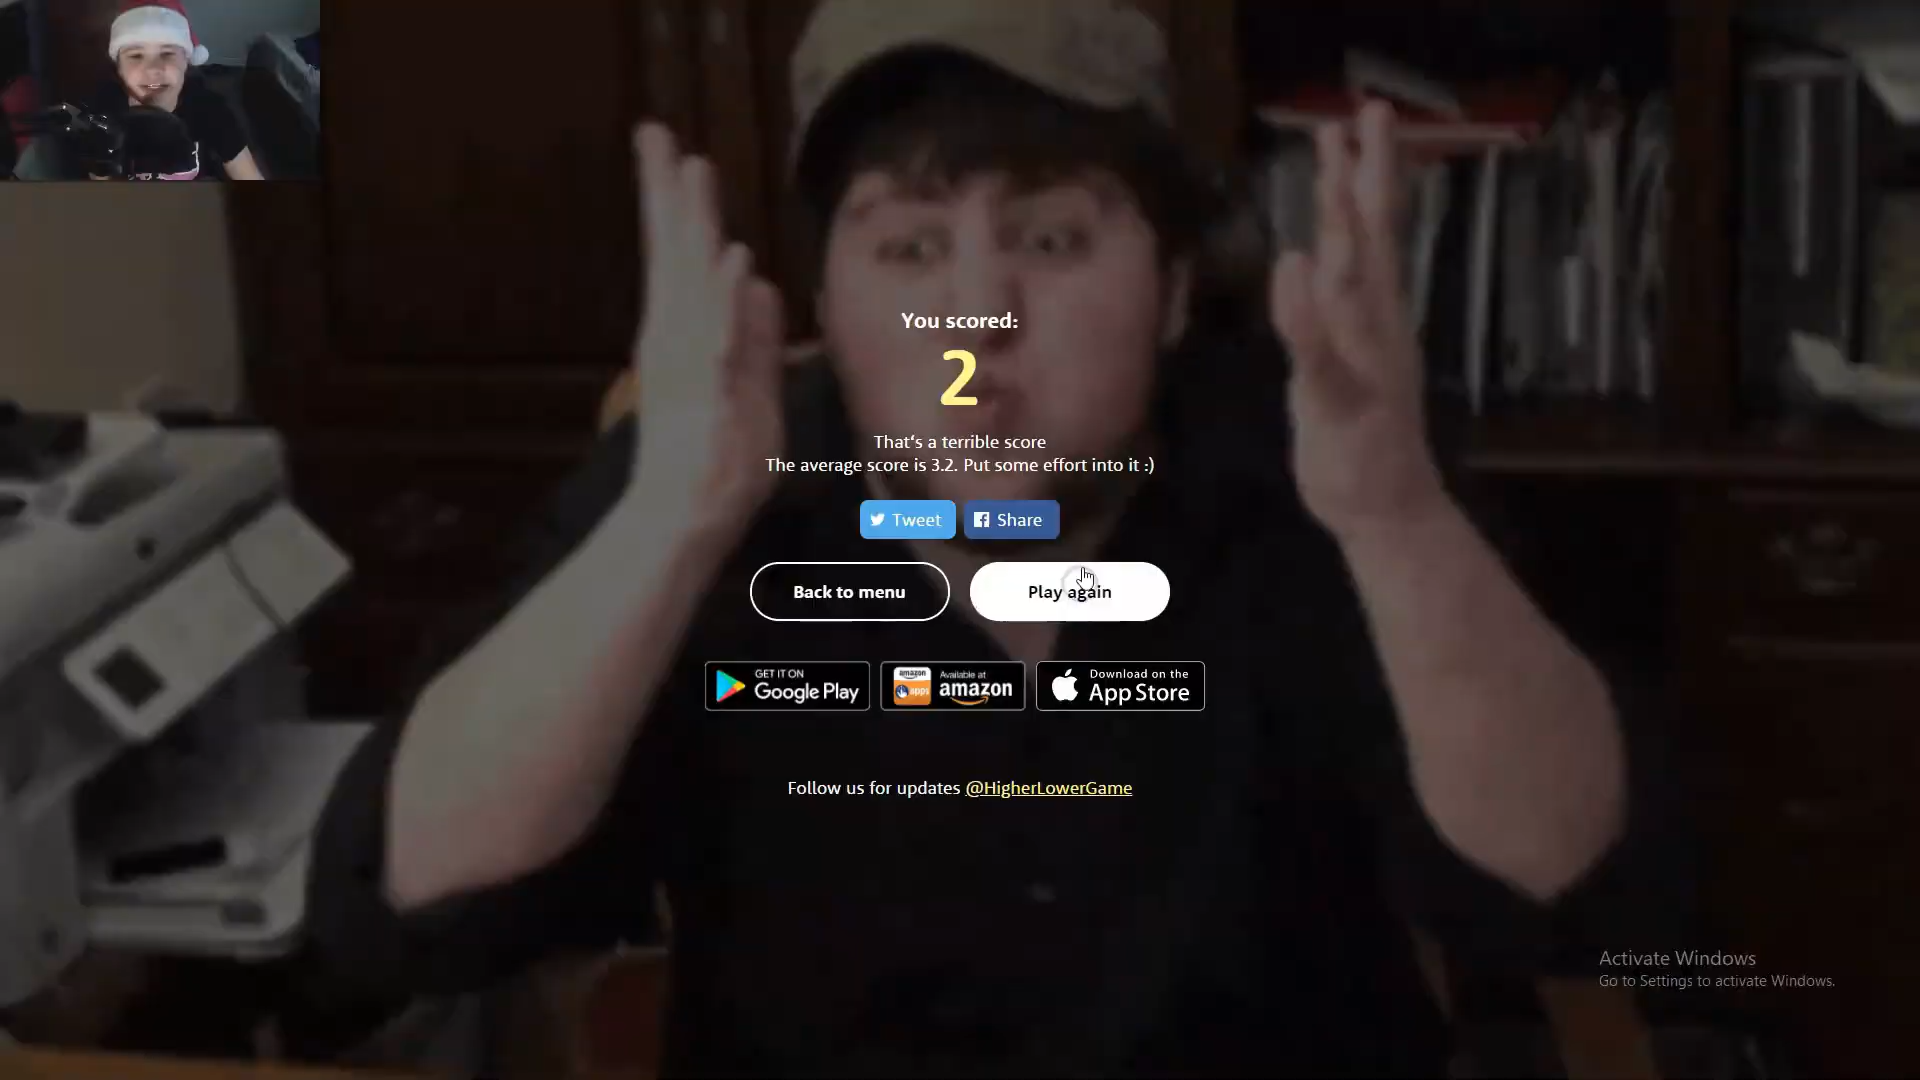 You scored:
2
That's a terrible score
The average score is 3.2. Put some effort into it :)
Tweet
Share
Back to menu
Play again
GET IT ON
Google Play
amazon
apps
Available at
amazon
Download on the
App Store
Follow us for updates @HigherLowerGame
Activate Windows
Go to Settings to activate Windows.